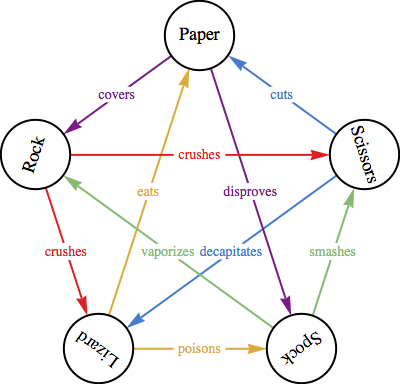 Paper
covers
cuts
Rock
crushes
Scissors
eats
disproves
crushes
vaporizes
decapitates
smashes
Lizard
poisons
Spock